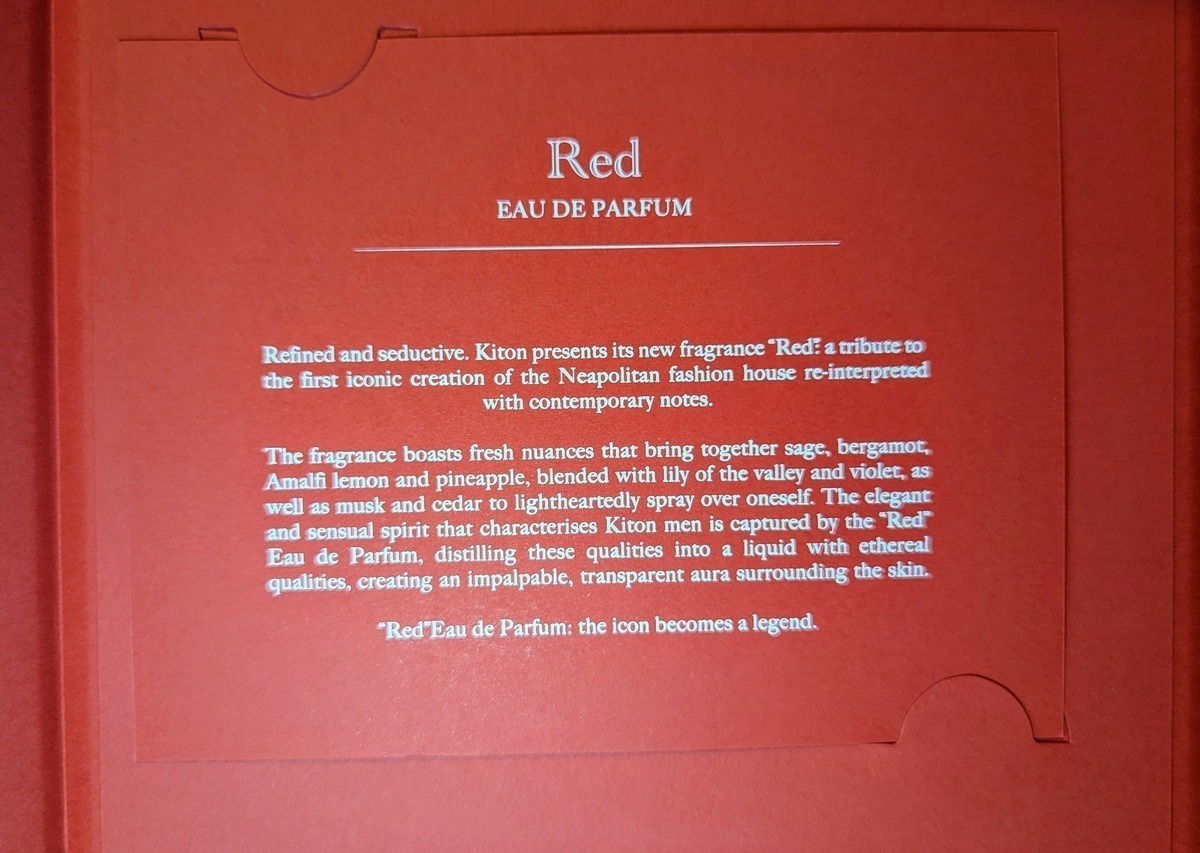 Red
EAU DE PARFUM
Refined and seductive. Kiton presents its new fragrance “Red”: a tribute to
the first iconic creation of the Neapolitan fashion house re-interpreted
with contemporary notes.
The fragrance boasts fresh nuances that bring together sage, bergamot,
Amalfi lemon and pineapple, blended with lily of the valley and violet, as
well as musk and cedar to lightheartedly spray over oneself. The elegant
and sensual spirit that characterises Kiton men is captured by the “Red”
Eau de Parfum, distilling these qualities into a liquid with ethereal
qualities, creating an impalpable, transparent aura surrounding the skin.
“Red”Eau de Parfum: the icon becomes a legend.